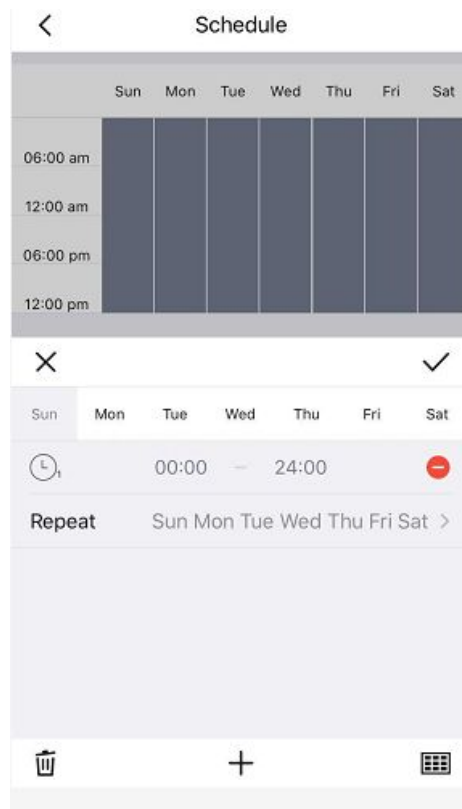 Schedule
Sun Mon Tue Wed Thu Fri Sat
06:00 am
12:00 am
06:00 pm
12:00 pm
Sun Mon Tue Wed Thu Fri Sat
1 00:00 – 24:00
Repeat Sun Mon Tue Wed Thu Fri Sat >